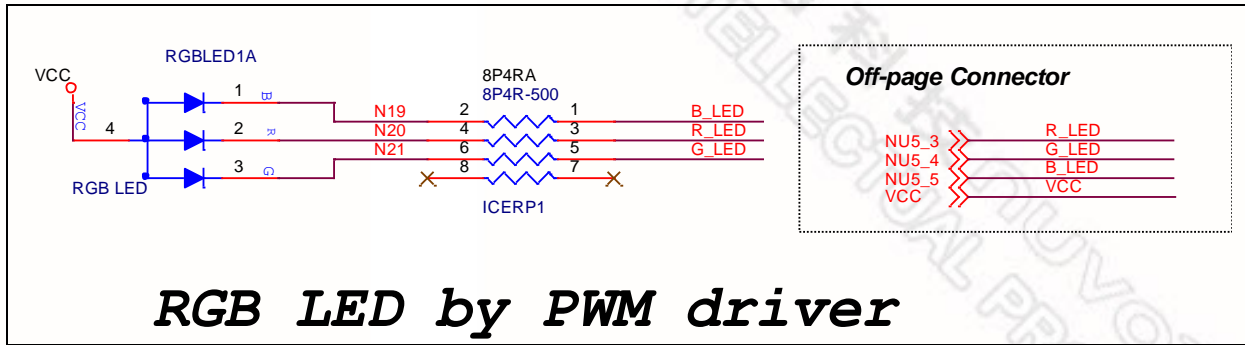 RGBLED1A
VCC
VCC
4
1 B
2 R
3 G
RGB LED
8P4RA
8P4R-500
N19 2 1 B_LED
N20 4 3 R_LED
N21 6 5 G_LED
8 7
ICERP1
Off-page Connector
NU5_3 R_LED
NU5_4 G_LED
NU5_5 B_LED
VCC VCC
RGB LED by PWM driver